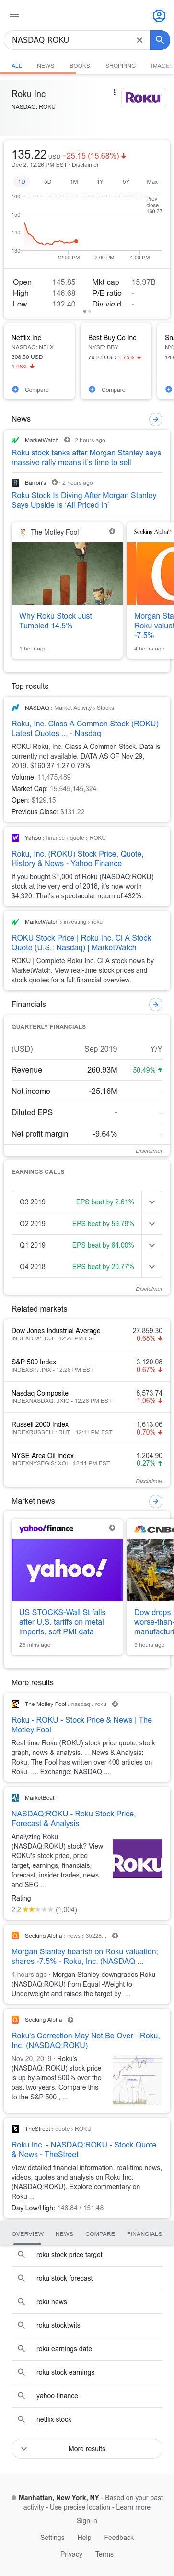 NASDAQ:ROKU
ALL NEWS BOOKS SHOPPING IMAGES
Roku Inc
NASDAQ: ROKU
ROKU
135.22 USD −25.15 (15.68%)
Dec 2, 12:26 PM EST · Disclaimer
1D 5D 1M 1Y 5Y Max
160
150
140
130
Prev
close
160.37
12:00 PM 2:00 PM 4:00 PM
Open 145.85 Mkt cap 15.97B
High 146.68 P/E ratio -
Low 132.40 Div yield -
Netflix Inc
NASDAQ: NFLX
308.50 USD
1.96%
Compare
Best Buy Co Inc
NYSE: BBY
79.23 USD 1.75%
Compare
News
MarketWatch 2 hours ago
Roku stock tanks after Morgan Stanley says
massive rally means it's time to sell
Barron's 2 hours ago
Roku Stock Is Diving After Morgan Stanley
Says Upside Is 'All Priced In'
The Motley Fool
Why Roku Stock Just
Tumbled 14.5%
1 hour ago
Seeking Alpha
Morgan Sta
Roku valuat
-7.5%
4 hours ago
Top results
NASDAQ › Market Activity › Stocks
Roku, Inc. Class A Common Stock (ROKU)
Latest Quotes ... - Nasdaq
ROKU Roku, Inc. Class A Common Stock. Data is
currently not available. DATA AS OF Nov 29,
2019. $160.37 1.27 0.79%
Volume: 11,475,489
Market Cap: 15,545,145,324
Open: $129.15
Previous Close: $131.22
Yahoo › finance › quote › ROKU
Roku, Inc. (ROKU) Stock Price, Quote,
History & News - Yahoo Finance
If you bought $1,000 of Roku (NASDAQ:ROKU)
stock at the year end of 2018, it's now worth
$4,320. That's a spectacular return of 432%.
MarketWatch › investing › roku
ROKU Stock Price | Roku Inc. Cl A Stock
Quote (U.S.: Nasdaq) | MarketWatch
ROKU | Complete Roku Inc. Cl A stock news by
MarketWatch. View real-time stock prices and
stock quotes for a full financial overview.
Financials
QUARTERLY FINANCIALS
(USD) Sep 2019 Y/Y
Revenue 260.93M 50.49%
Net income -25.16M -
Diluted EPS - -
Net profit margin -9.64% -
Disclaimer
EARNINGS CALLS
Q3 2019 EPS beat by 2.61%
Q2 2019 EPS beat by 59.79%
Q1 2019 EPS beat by 64.00%
Q4 2018 EPS beat by 20.77%
Disclaimer
Related markets
Dow Jones Industrial Average 27,859.30
INDEXDJX: .DJI - 12:26 PM EST 0.68%
S&P 500 Index 3,120.08
INDEXSP: .INX - 12:26 PM EST 0.67%
Nasdaq Composite 8,573.74
INDEXNASDAQ: .IXIC - 12:26 PM EST 1.06%
Russell 2000 Index 1,613.06
INDEXRUSSELL: RUT - 12:11 PM EST 0.70%
NYSE Arca Oil Index 1,204.90
INDEXNYSEGIS: XOI - 12:11 PM EST 0.27%
Disclaimer
Market news
yahoo!finance
yahoo!
US STOCKS-Wall St falls
after U.S. tariffs on metal
imports, soft PMI data
23 mins ago
CNBC
Dow drops
worse-than-
manufacturi
9 hours ago
More results
The Motley Fool › nasdaq › roku
Roku - ROKU - Stock Price & News | The
Motley Fool
Real time Roku (ROKU) stock price quote, stock
graph, news & analysis. ... News & Analysis:
Roku. The Fool has written over 400 articles on
Roku. .... Exchange: NASDAQ ...
MarketBeat
NASDAQ:ROKU - Roku Stock Price,
Forecast & Analysis
Analyzing Roku
(NASDAQ:ROKU) stock? View
ROKU's stock price, price
target, earnings, financials,
forecast, insider trades, news,
and SEC ...
Roku
Rating
2.2 (1,004)
Seeking Alpha › news › 35228...
Morgan Stanley bearish on Roku valuation;
shares -7.5% - Roku, Inc. (NASDAQ ...
4 hours ago · Morgan Stanley downgrades Roku
(NASDAQ:ROKU) from Equal -Weight to
Underweight and raises the target by ...
Seeking Alpha
Roku's Correction May Not Be Over - Roku,
Inc. (NASDAQ:ROKU)
Nov 20, 2019 · Roku's
(NASDAQ: ROKU) stock price
is up by almost 500% over the
past two years. Compare this
to the S&P 500 , ...
TheStreet › quote › ROKU
Roku Inc. - NASDAQ:ROKU - Stock Quote
& News - TheStreet
View detailed financial information, real-time news,
videos, quotes and analysis on Roku Inc.
(NASDAQ:ROKU). Explore commentary on
Roku ...
Day Low/High: 146.84 / 151.48
OVERVIEW NEWS COMPARE FINANCIALS
roku stock price target
roku stock forecast
roku news
roku stocktwits
roku earnings date
roku stock earnings
yahoo finance
netflix stock
More results
Manhattan, New York, NY - Based on your past
activity - Use precise location - Learn more
Sign in
Settings Help Feedback
Privacy Terms